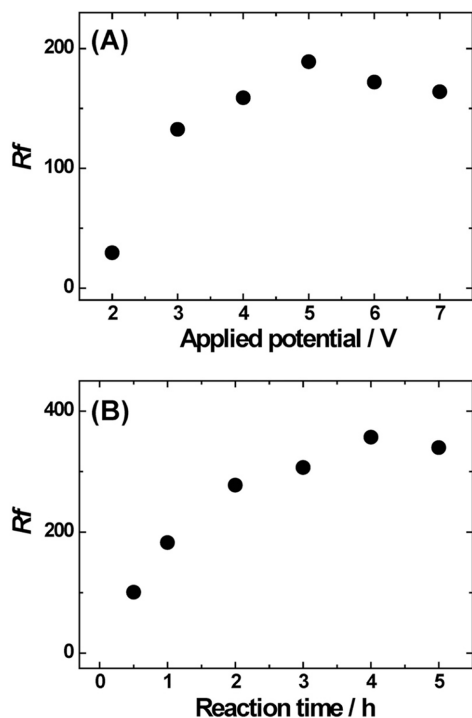 (A)
200
100
0
Rf
2 3 4 5 6 7
Applied potential / V
(B)
400
200
0
Rf
0 1 2 3 4 5
Reaction time / h